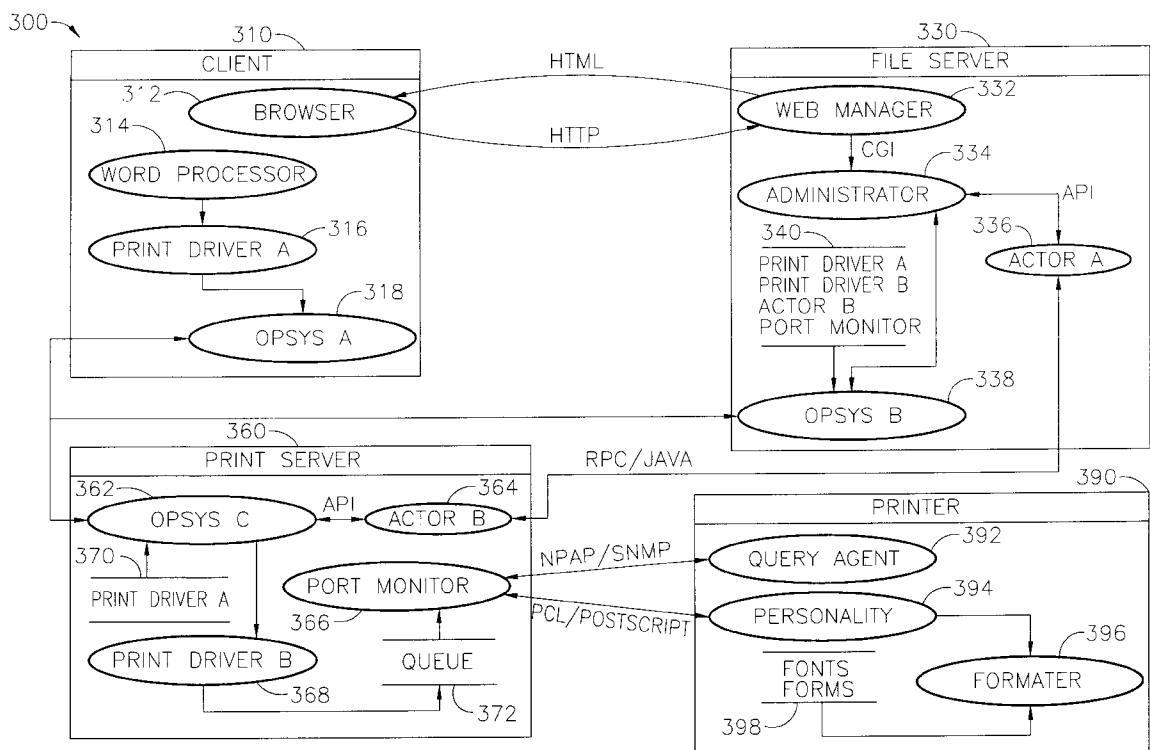 300
310
CLIENT
312
BROWSER
314
WORD PROCESSOR
316
PRINT DRIVER A
318
OPSYS A
HTML
HTTP
330
FILE SERVER
332
WEB MANAGER
CGI
334
ADMINISTRATOR
API
336
ACTOR A
340
PRINT DRIVER A
PRINT DRIVER B
ACTOR B
PORT MONITOR
338
OPSYS B
360
PRINT SERVER
362
OPSYS C
API
364
ACTOR B
RPC/JAVA
370
PRINT DRIVER A
PORT MONITOR
366
PRINT DRIVER B
368
QUEUE
372
NPAP/SNMP
PCL/POSTSCRIPT
390
PRINTER
392
QUERY AGENT
394
PERSONALITY
396
FORMATER
FONTS
FORMS
398